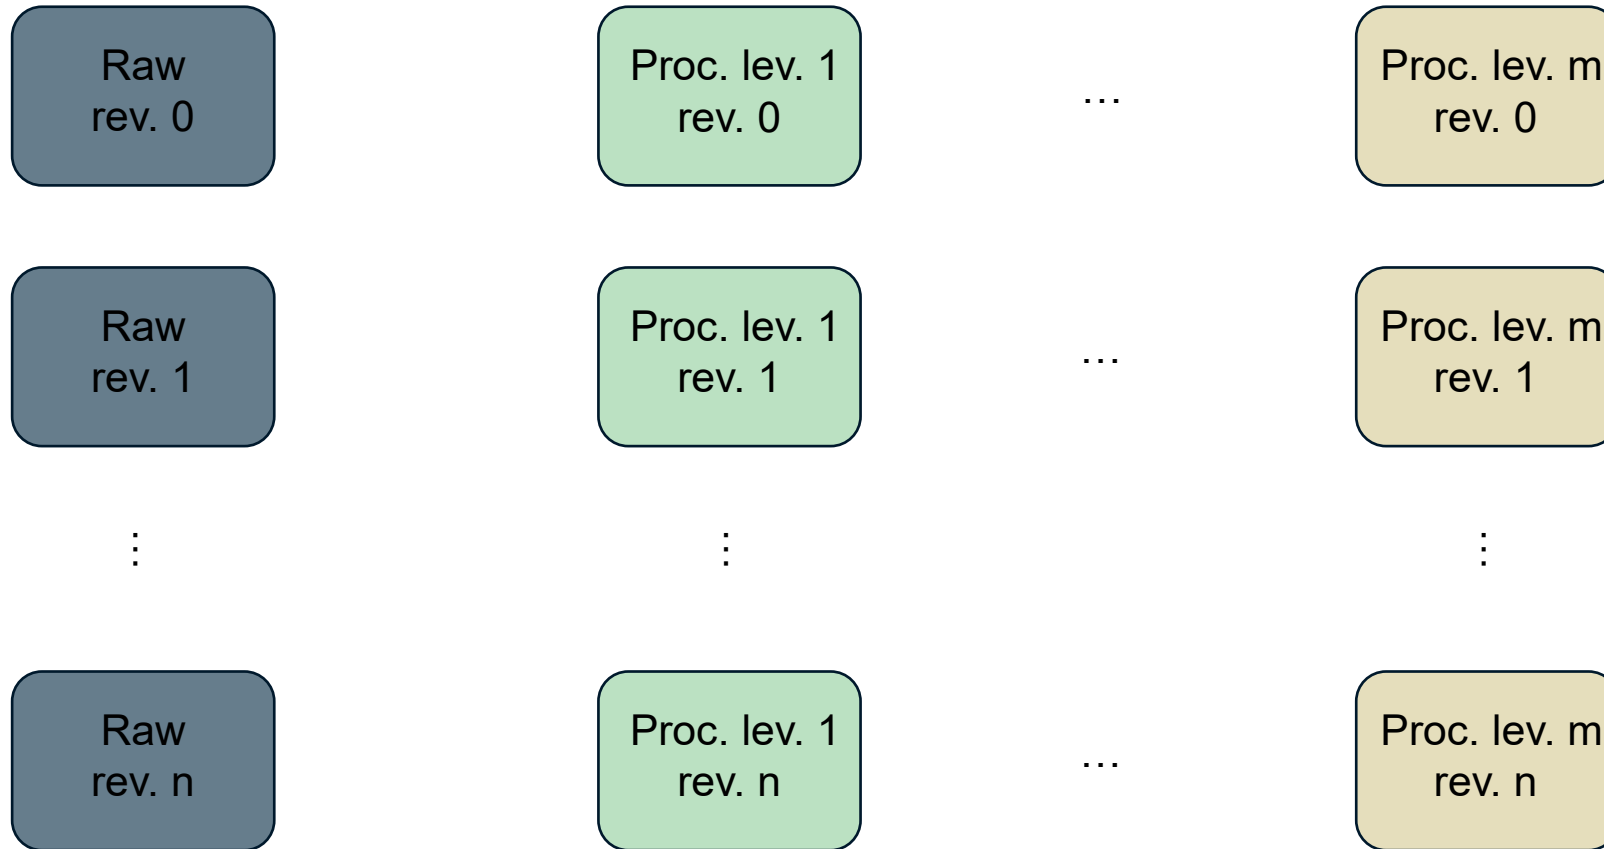 Raw
rev. 0
Proc. lev. 1
rev. 0
...
Proc. lev. m
rev. 0
Raw
rev. 1
Proc. lev. 1
rev. 1
...
Proc. lev. m
rev. 1
⋮
⋮
⋮
Raw
rev. n
Proc. lev. 1
rev. n
...
Proc. lev. m
rev. n